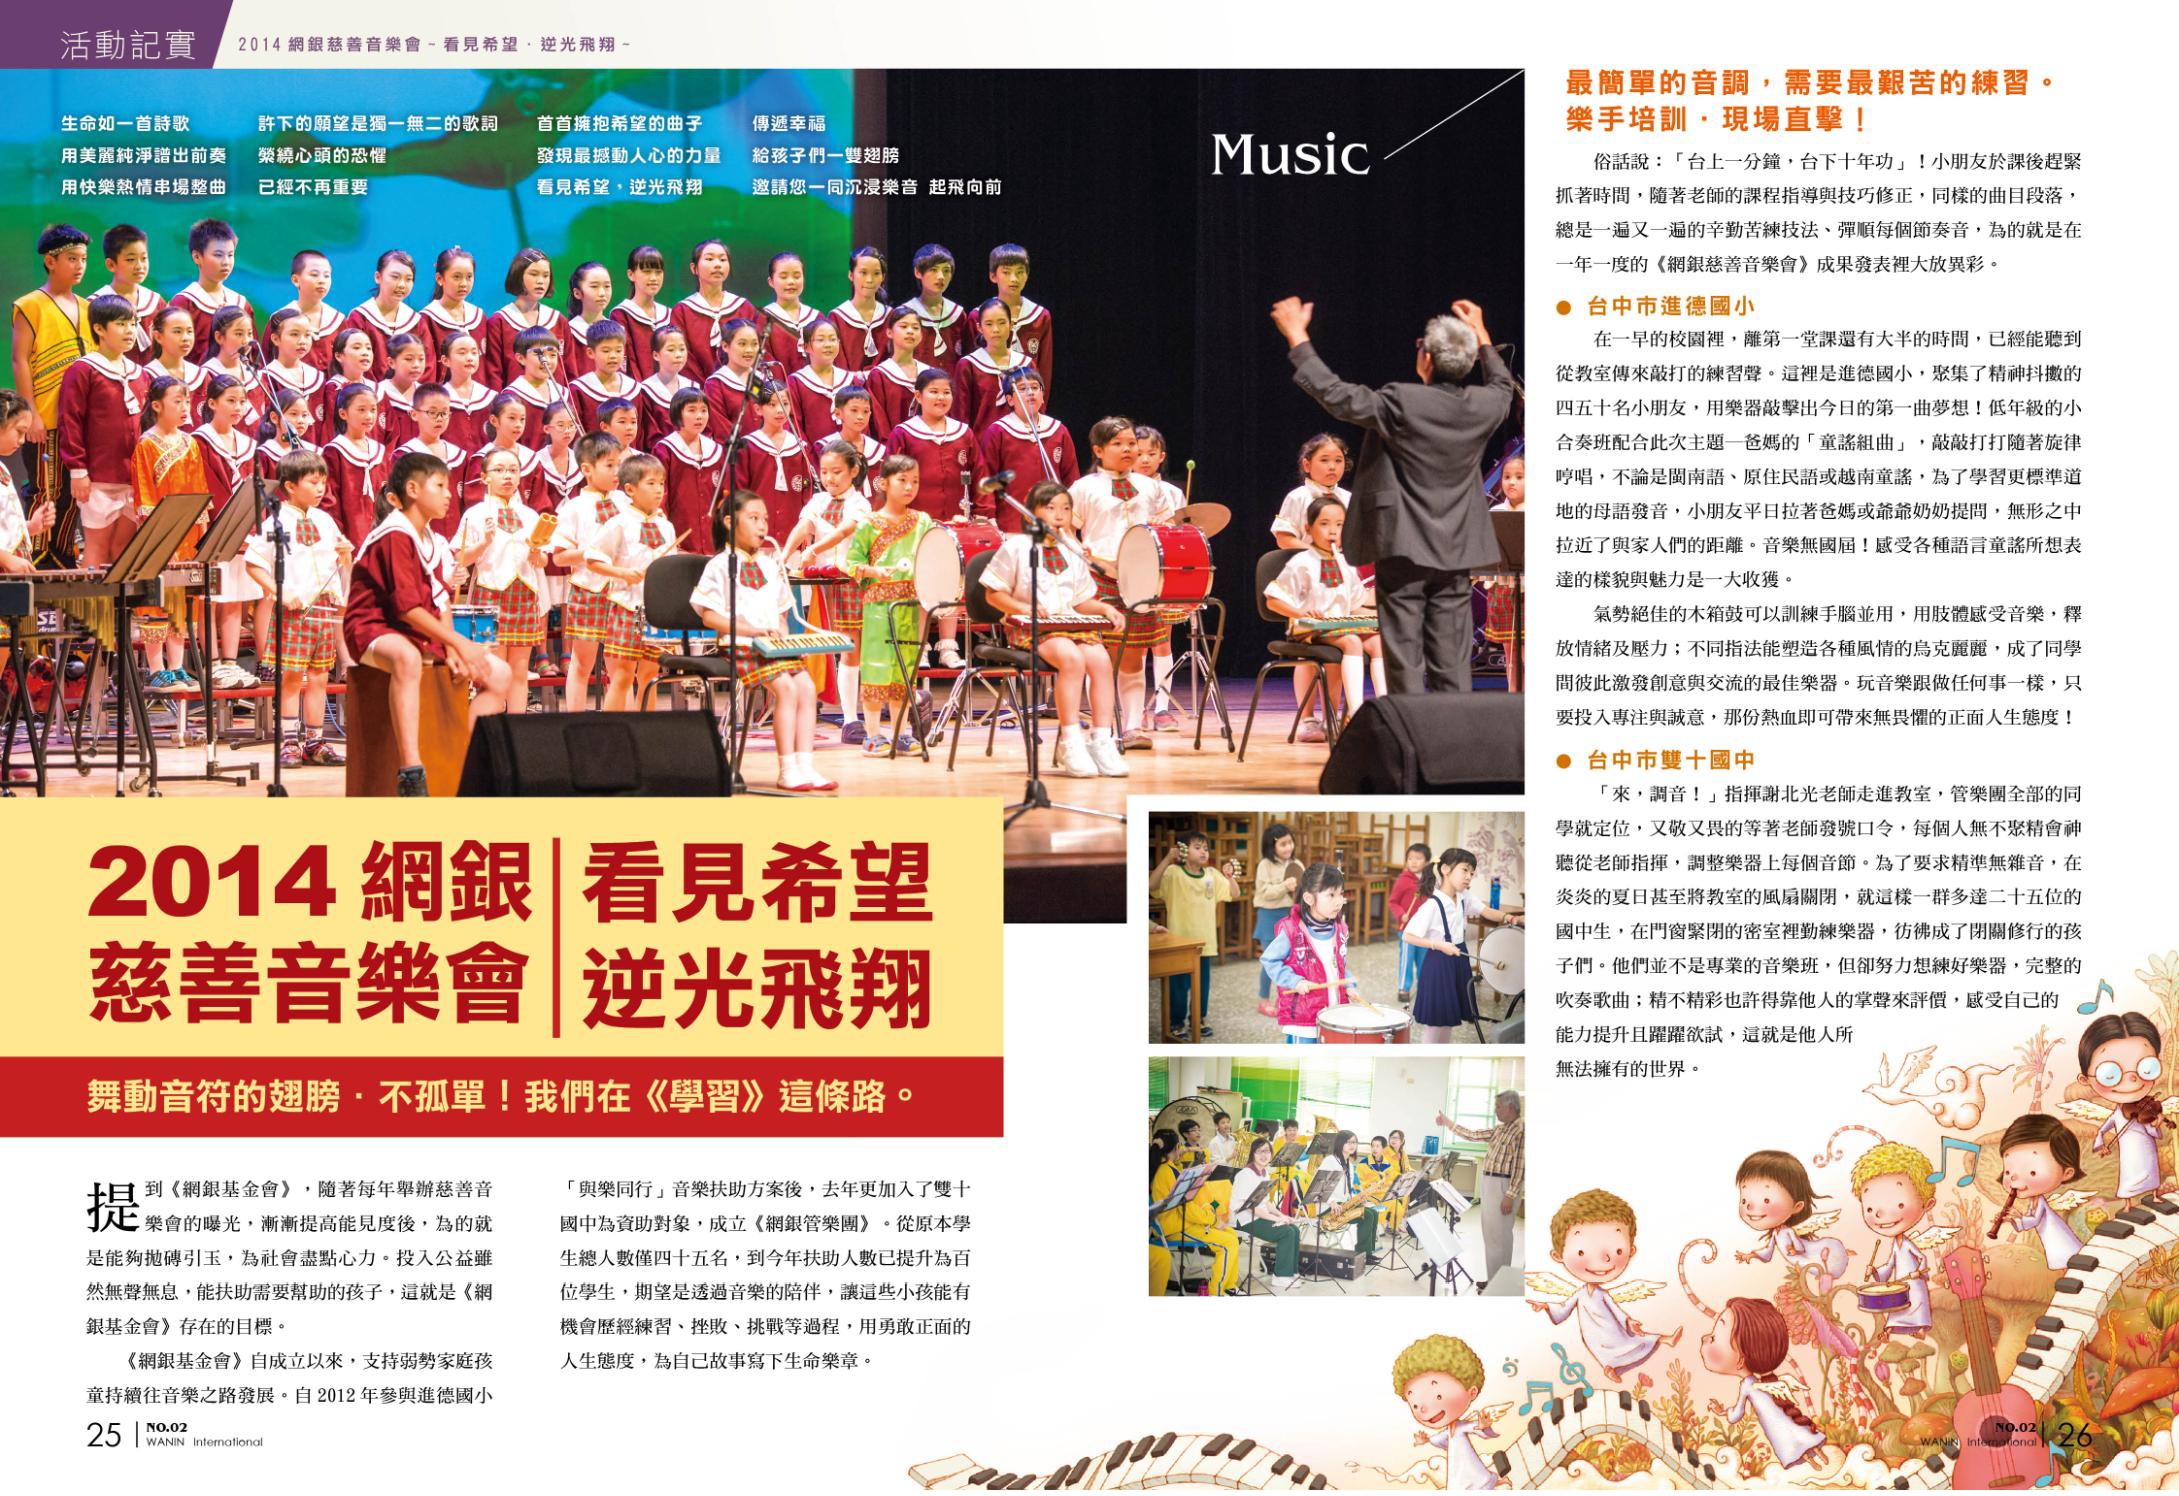 活動記實
2014 網銀慈善音樂會 ~ 看見希望 · 逆光飛翔 ~
生命如一首詩歌
用美麗純淨譜出前奏
用快樂熱情串場整曲
許下的願望是獨一無二的歌詞
縈繞心頭的恐懼
已經不再重要
首首擁抱希望的曲子
發現最撼動人心的力量
看見希望，逆光飛翔
傳遞幸福
給孩子們一雙翅膀
邀請您一同沉浸樂音 起飛向前
Music
2014 網銀
慈善音樂會
看見希望
逆光飛翔
舞動音符的翅膀 · 不孤單！我們在《學習》這條路。
提到《網銀基金會》，隨著每年舉辦慈善音
樂會的曝光，漸漸提高能見度後，為的就
是能夠拋磚引玉，為社會盡點心力。投入公益雖
然無聲無息，能扶助需要幫助的孩子，這就是《網
銀基金會》存在的目標。
《網銀基金會》自成立以來，支持弱勢家庭孩
童持續往音樂之路發展。自 2012 年參與進德國小
「與樂同行」音樂扶助方案後，去年更加入了雙十
國中為資助對象，成立《網銀管樂團》。從原本學
生總人數僅四十五名，到今年扶助人數已提升為百
位學生，期望是透過音樂的陪伴，讓這些小孩能有
機會歷經練習、挫敗、挑戰等過程，用勇敢正面的
人生態度，為自己故事寫下生命樂章。
25
NO.02
WANIN International
最簡單的音調，需要最艱苦的練習。
樂手培訓 · 現場直擊！
俗話說：「台上一分鐘，台下十年功」！小朋友於課後趕緊
抓著時間，隨著老師的課程指導與技巧修正，同樣的曲目段落，
總是一遍又一遍的辛勤苦練技法、彈順每個節奏音，為的就是在
一年一度的《網銀慈善音樂會》成果發表裡大放異彩。
● 台中市進德國小
在一早的校園裡，離第一堂課還有大半的時間，已經能聽到
從教室傳來敲打的練習聲。這裡是進德國小，聚集了精神抖擻的
四五十名小朋友，用樂器敲擊出今日的第一曲夢想！低年級的小
合奏班配合此次主題─爸媽的「童謠組曲」，敲敲打打隨著旋律
哼唱，不論是閩南語、原住民語或越南童謠，為了學習更標準道
地的母語發音，小朋友平日拉著爸媽或爺爺奶奶提問，無形之中
拉近了與家人們的距離。音樂無國屆！感受各種語言童謠所想表
達的樣貌與魅力是一大收獲。
氣勢絕佳的木箱鼓可以訓練手腦並用，用肢體感受音樂，釋
放情緒及壓力；不同指法能塑造各種風情的烏克麗麗，成了同學
間彼此激發創意與交流的最佳樂器。玩音樂跟做任何事一樣，只
要投入專注與誠意，那份熱血即可帶來無畏懼的正面人生態度！
● 台中市雙十國中
「來，調音！」指揮謝北光老師走進教室，管樂團全部的同
學就定位，又敬又畏的等著老師發號口令，每個人無不聚精會神
聽從老師指揮，調整樂器上每個音節。為了要求精準無雜音，在
炎炎的夏日甚至將教室的風扇關閉，就這樣一群多達二十五位的
國中生，在門窗緊閉的密室裡勤練樂器，彷彿成了閉關修行的孩
子們。他們並不是專業的音樂班，但卻努力想練好樂器，完整的
吹奏歌曲；精不精彩也許得靠他人的掌聲來評價，感受自己的
能力提升且躍躍欲試，這就是他人所
無法擁有的世界。
NO.02
WANIN International
26